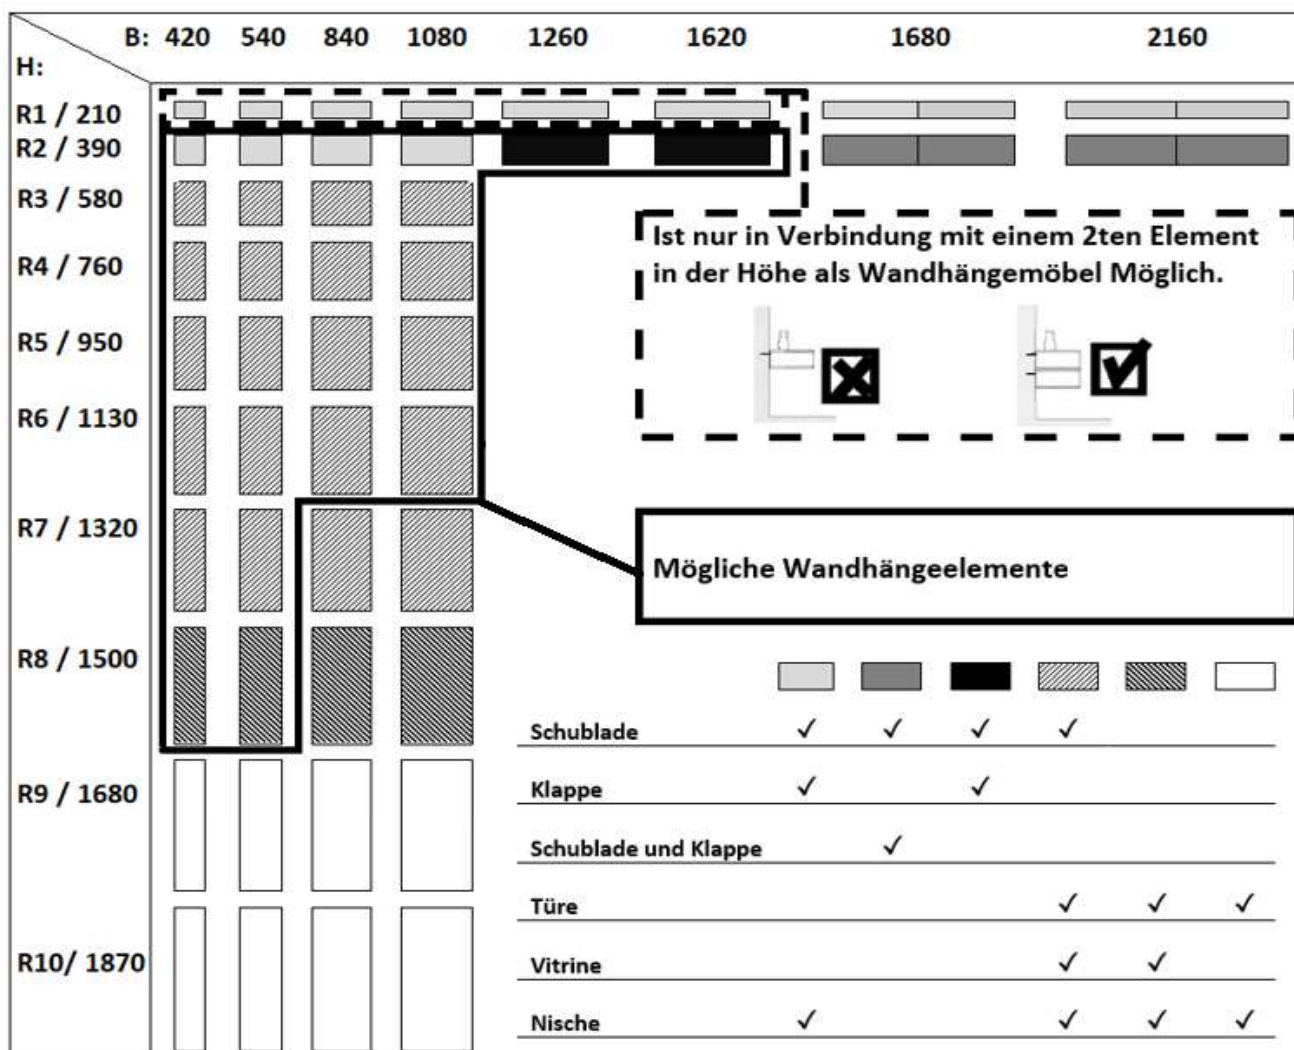 B: 420 540 840 1080 1260 1620 1680 2160
H:
R1 / 210
R2 / 390
R3 / 580
R4 / 760
R5 / 950
R6 / 1130
R7 / 1320
R8 / 1500
R9 / 1680
R10/ 1870
Ist nur in Verbindung mit einem 2ten Element
in der Höhe als Wandhängemöbel Möglich.
Mögliche Wandhängeelemente
Schublade ✓ ✓ ✓ ✓
Klappe ✓ ✓
Schublade und Klappe ✓
Türe ✓ ✓ ✓
Vitrine ✓ ✓
Nische ✓ ✓ ✓ ✓